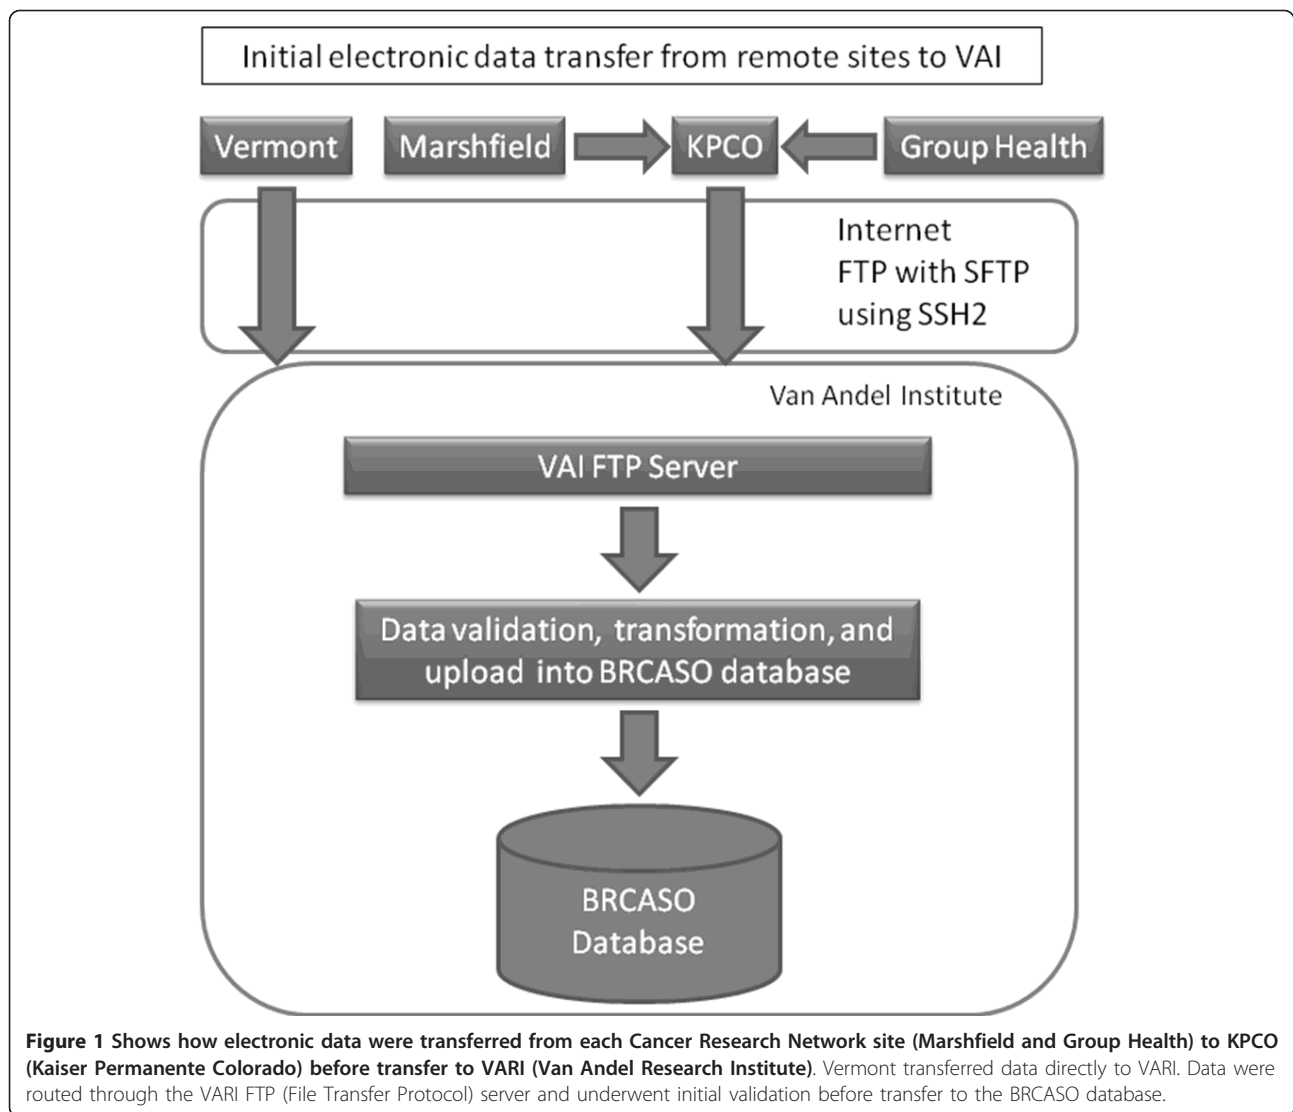 Initial electronic data transfer from remote sites to VAI
Vermont
Marshfield
KPCO
Group Health
Internet
FTP with SFTP
using SSH2
Van Andel Institute
VAI FTP Server
Data validation, transformation, and
upload into BRCASO database
BRCASO
Database
Figure 1 Shows how electronic data were transferred from each Cancer Research Network site (Marshfield and Group Health) to KPCO
(Kaiser Permanente Colorado) before transfer to VARI (Van Andel Research Institute). Vermont transferred data directly to VARI. Data were
routed through the VARI FTP (File Transfer Protocol) server and underwent initial validation before transfer to the BRCASO database.